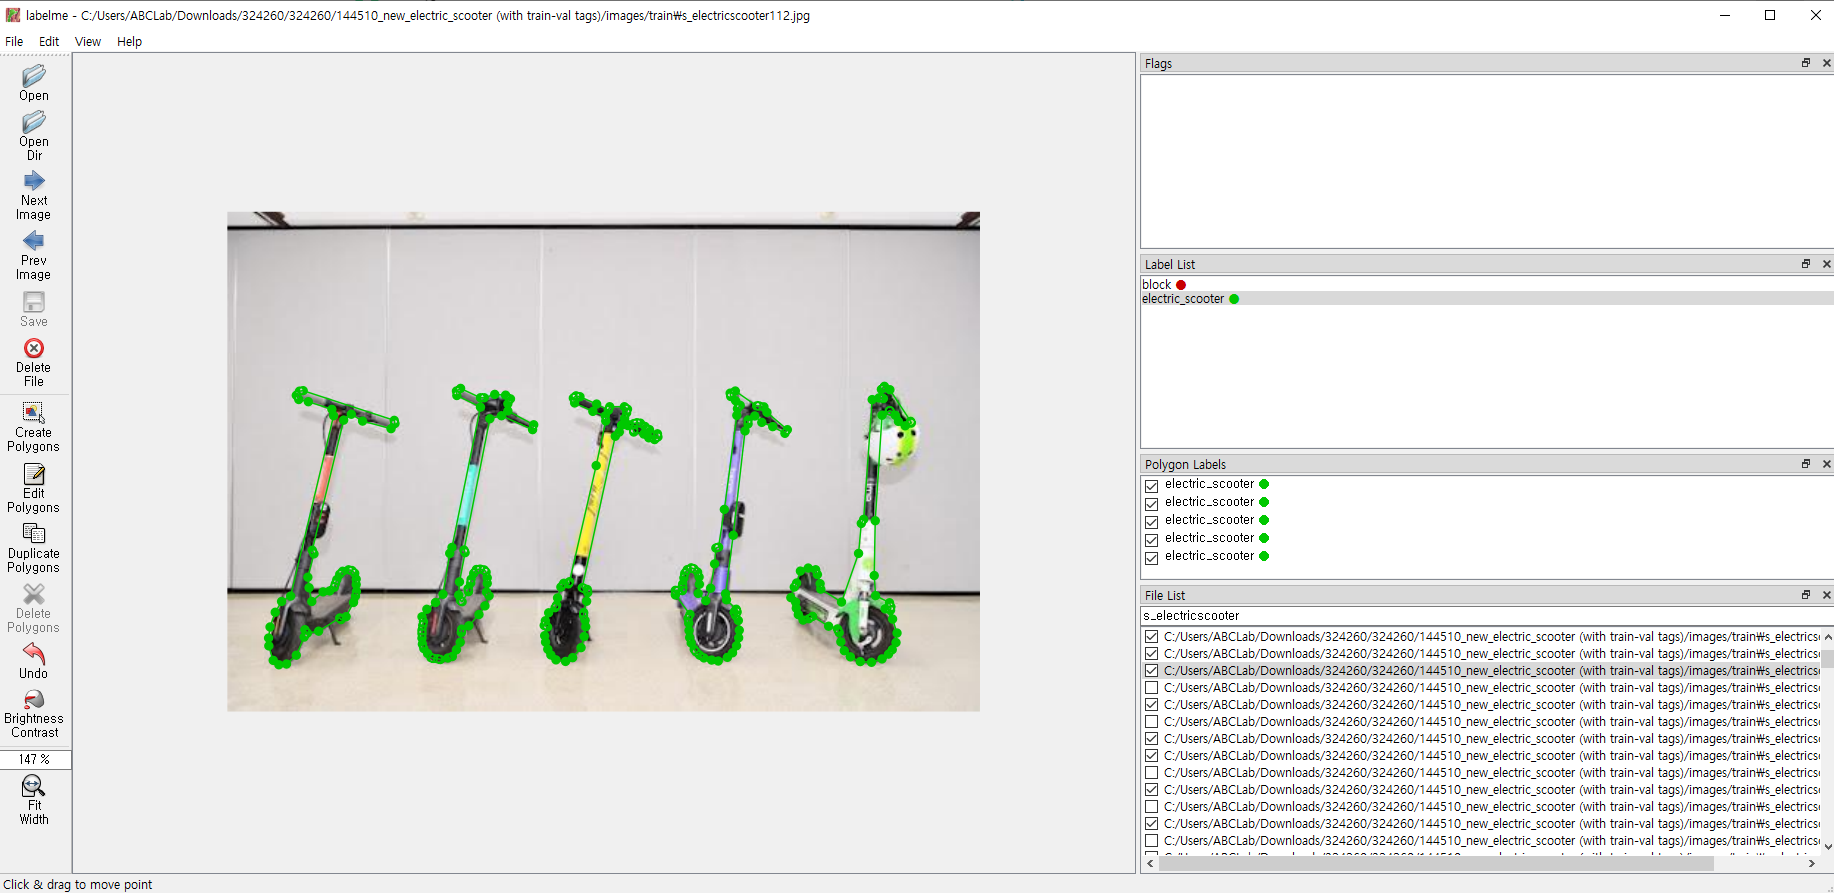 labelme - C:/Users/ABCLab/Downloads/324260/324260/144510_new_electric_scooter (with train-val tags)/images/train₩s_electricscooter112.jpg
File Edit View Help
Open
Open
Dir
Next
Image
Prev
Image
Save
Delete
File
Create
Polygons
Edit
Polygons
Duplicate
Polygons
Delete
Polygons
Undo
Brightness
Contrast
147 %
Fit
Width
Flags
Label List
block
electric_scooter
Polygon Labels
electric_scooter
electric_scooter
electric_scooter
electric_scooter
electric_scooter
File List
s_electricscooter
C:/Users/ABCLab/Downloads/324260/324260/144510_new_electric_scooter (with train-val tags)/images/train₩s_electrics
C:/Users/ABCLab/Downloads/324260/324260/144510_new_electric_scooter (with train-val tags)/images/train₩s_electrics
C:/Users/ABCLab/Downloads/324260/324260/144510_new_electric_scooter (with train-val tags)/images/train₩s_electrics
C:/Users/ABCLab/Downloads/324260/324260/144510_new_electric_scooter (with train-val tags)/images/train₩s_electrics
C:/Users/ABCLab/Downloads/324260/324260/144510_new_electric_scooter (with train-val tags)/images/train₩s_electrics
C:/Users/ABCLab/Downloads/324260/324260/144510_new_electric_scooter (with train-val tags)/images/train₩s_electrics
C:/Users/ABCLab/Downloads/324260/324260/144510_new_electric_scooter (with train-val tags)/images/train₩s_electrics
C:/Users/ABCLab/Downloads/324260/324260/144510_new_electric_scooter (with train-val tags)/images/train₩s_electrics
C:/Users/ABCLab/Downloads/324260/324260/144510_new_electric_scooter (with train-val tags)/images/train₩s_electrics
C:/Users/ABCLab/Downloads/324260/324260/144510_new_electric_scooter (with train-val tags)/images/train₩s_electrics
C:/Users/ABCLab/Downloads/324260/324260/144510_new_electric_scooter (with train-val tags)/images/train₩s_electrics
C:/Users/ABCLab/Downloads/324260/324260/144510_new_electric_scooter (with train-val tags)/images/train₩s_electrics
C:/Users/ABCLab/Downloads/324260/324260/144510_new_electric_scooter (with train-val tags)/images/train₩s_electrics
Click & drag to move point